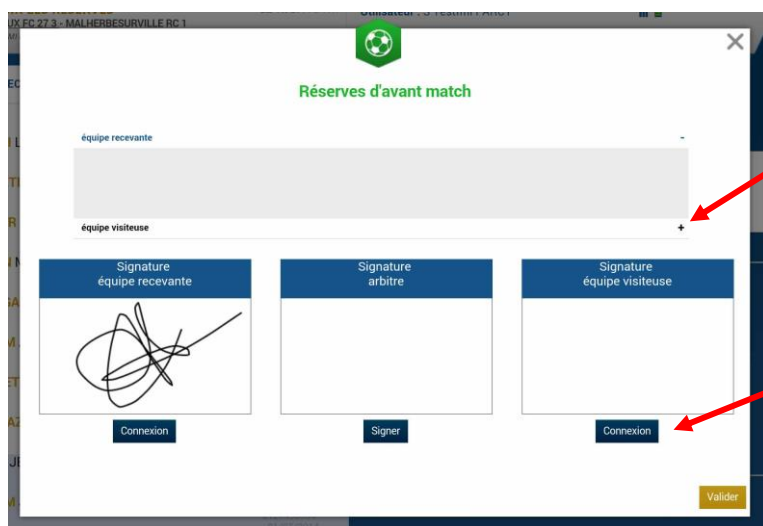 UX FC 27 3 - MALHERBESURVILLE RC 1
Réserves d'avant match
équipe recevante
-
équipe visiteuse
+
Signature
équipe recevante
Signature
arbitre
Signature
équipe visiteuse
Connexion
Signer
Connexion
Valider